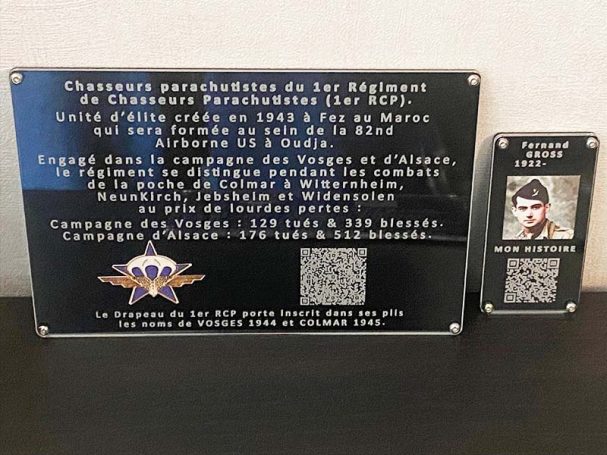 Chasseurs parachutistes du 1er Régiment
de Chasseurs Parachutistes (1er RCP).
Unité d'élite créée en 1943 à Fez au Maroc
qui sera formée au sein de la 82nd
Airborne US à Oudja.
Engagé dans la campagne des Vosges et d'Alsace,
le régiment se distingue pendant les combats
de la poche de Colmar à Witternheim,
NeunKirch, Jebsheim et Widensolen
au prix de lourdes pertes :
Campagne des Vosges : 129 tués & 339 blessés.
Campagne d'Alsace : 176 tués & 512 blessés.
Le Drapeau du 1er RCP porte inscrit dans ses plis
les noms de VOSGES 1944 et COLMAR 1945.
Fernand
GROSS
1922-
MON HISTOIRE